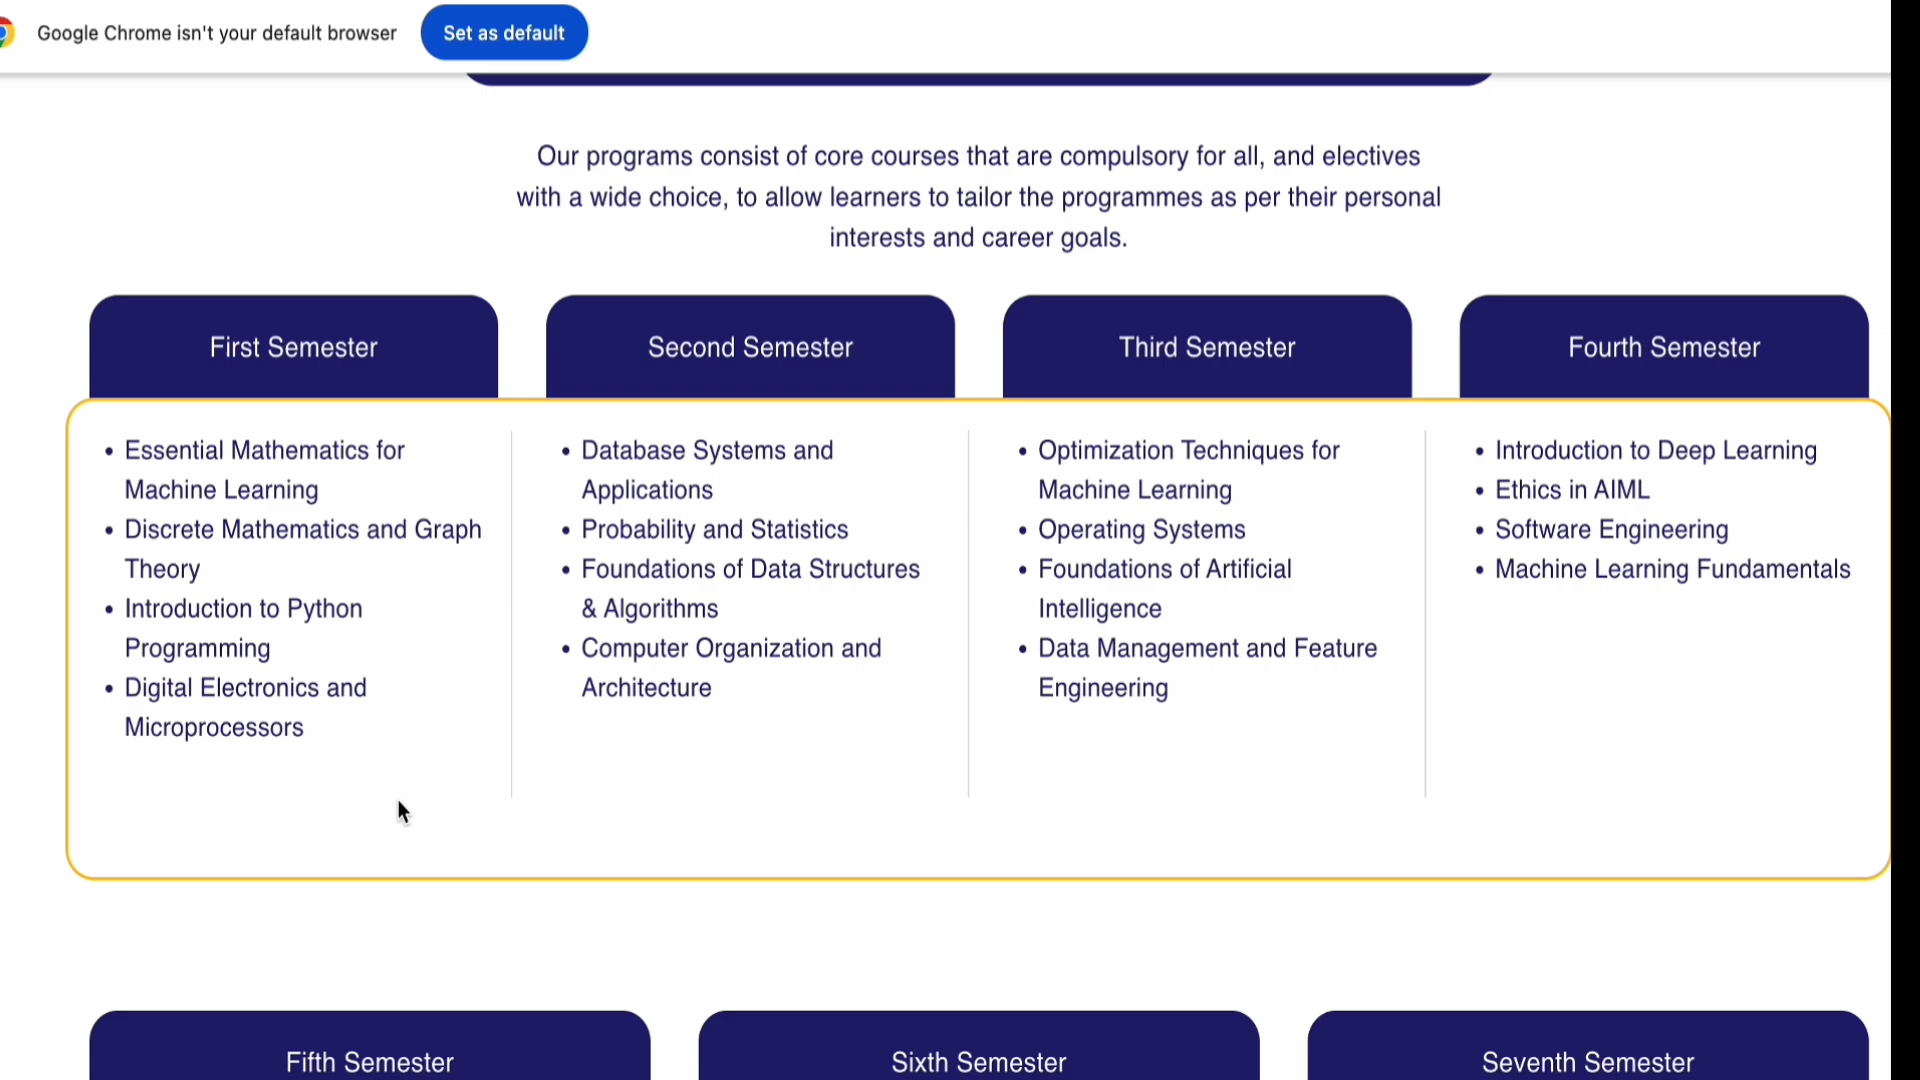 Google Chrome isn't your default browser
Set as default
Our programs consist of core courses that are compulsory for all, and electives
with a wide choice, to allow learners to tailor the programmes as per their personal
interests and career goals.
First Semester
• Essential Mathematics for
Machine Learning
• Discrete Mathematics and Graph
Theory
• Introduction to Python
Programming
• Digital Electronics and
Microprocessors
Second Semester
• Database Systems and
Applications
• Probability and Statistics
• Foundations of Data Structures
& Algorithms
• Computer Organization and
Architecture
Third Semester
• Optimization Techniques for
Machine Learning
• Operating Systems
• Foundations of Artificial
Intelligence
• Data Management and Feature
Engineering
Fourth Semester
• Introduction to Deep Learning
• Ethics in AIML
• Software Engineering
• Machine Learning Fundamentals
Fifth Semester
Sixth Semester
Seventh Semester